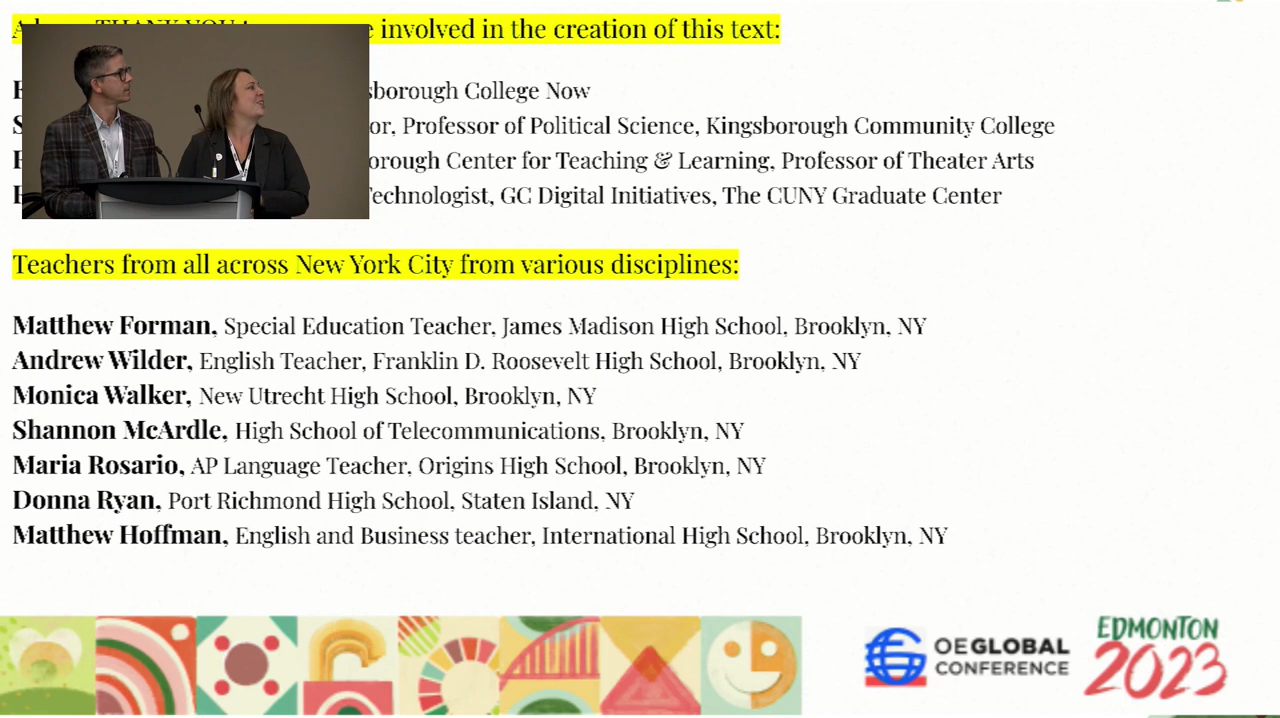 involved in the creation of this text:
sborough College Now
or, Professor of Political Science, Kingsborough Community College
orough Center for Teaching & Learning, Professor of Theater Arts
Technologist, GC Digital Initiatives, The CUNY Graduate Center
Teachers from all across New York City from various disciplines:
Matthew Forman, Special Education Teacher, James Madison High School, Brooklyn, NY
Andrew Wilder, English Teacher, Franklin D. Roosevelt High School, Brooklyn, NY
Monica Walker, New Utrecht High School, Brooklyn, NY
Shannon McArdle, High School of Telecommunications, Brooklyn, NY
Maria Rosario, AP Language Teacher, Origins High School, Brooklyn, NY
Donna Ryan, Port Richmond High School, Staten Island, NY
Matthew Hoffman, English and Business teacher, International High School, Brooklyn, NY
OEGLOBAL
CONFERENCE
EDMONTON
2023